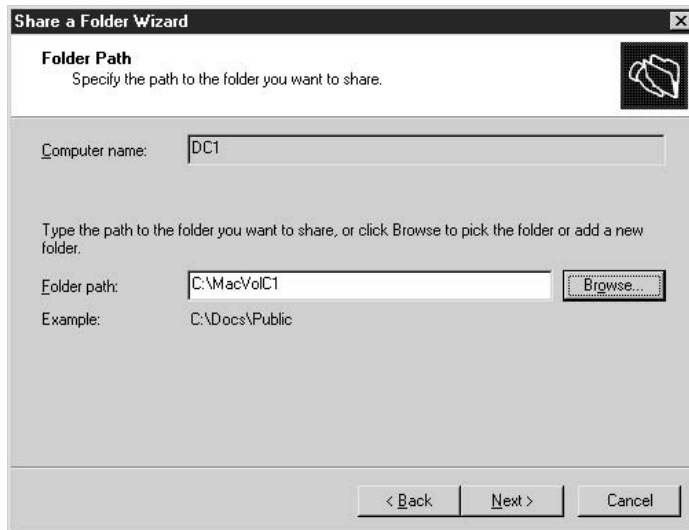 Share a Folder Wizard
Folder Path
Specify the path to the folder you want to share.
Computer name: DC1
Type the path to the folder you want to share, or click Browse to pick the folder or add a new
folder.
Folder path: C:\MacVolC1 Browse...
Example: C:\Docs\Public
< Back Next > Cancel